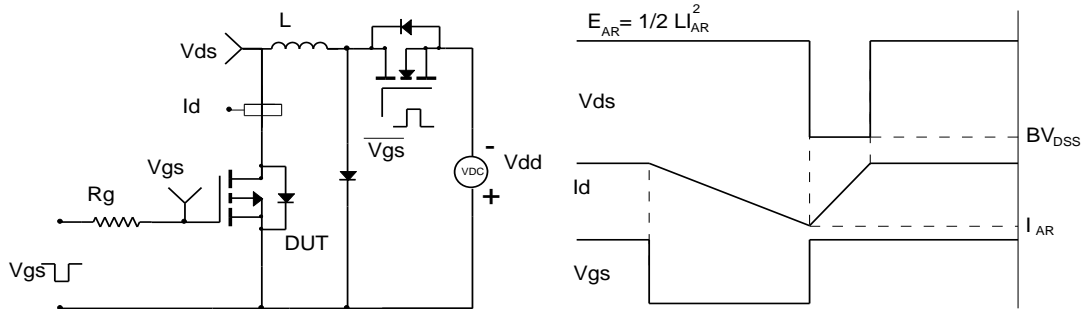 L
Vds
Id
Vgs
Vgs
Rg
DUT
Vgs
VDC
-
+
Vdd
E_AR= 1/2 LI_AR^2
Vds
BV_DSS
Id
I_AR
Vgs